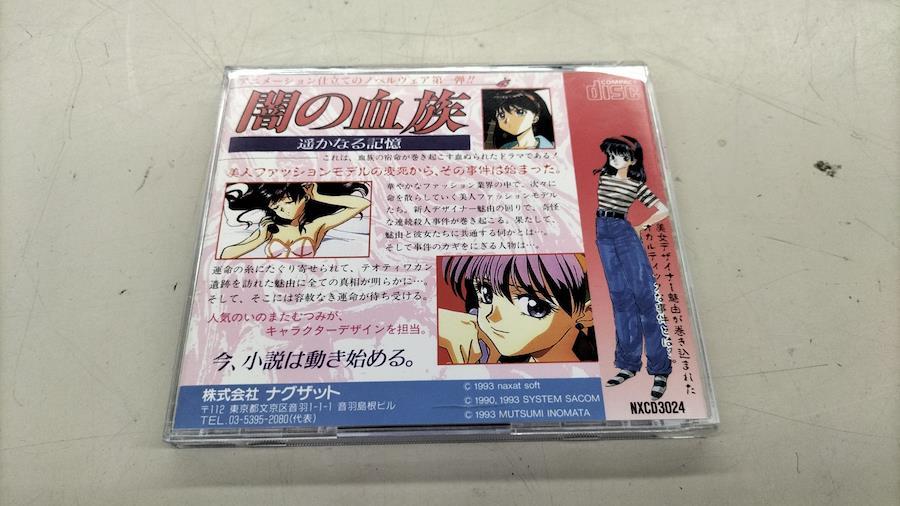 アニメーション仕立てのノベルウェア第一弾!!
COMPACT
disc
闇の血族
遥かなる記憶
これは、血族の宿命が巻き起こす血ぬられたドラマである!
美人ファッションモデルの変死から、その事件は始まった。
華やかなファッション業界の中で、次々に
命を散らしていく美人ファッションモデル
たち。新人デザイナー魅由の回りで、奇怪
な連続殺人事件が巻き起こる。果たして、
魅由と彼女たちに共通する何かとは…。
そして事件のカギをにぎる人物は…。
運命の糸にたぐり寄せられて、テオティワカン
遺跡を訪れた魅由に全ての真相が明らかに…。
そして、そこには容赦なき運命が待ち受ける。
人気のいのまたむつみが、
キャラクターデザインを担当。
今、小説は動き始める。
美女デザイナー魅由が巻き込まれた
オカルティックな事件とは…。
株式会社 ナグザット
〒112 東京都文京区音羽1-1-1 音羽島根ビル
TEL.03-5395-2080(代表)
© 1993 naxat soft
© 1990, 1993 SYSTEM SACOM
© 1993 MUTSUMI INOMATA
NXCD3024